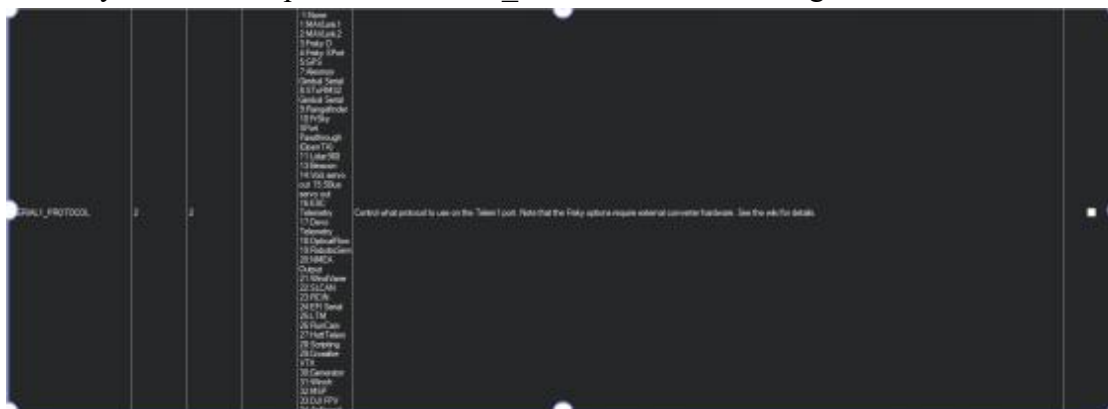 -1:None
1:MAVLink1
2:MAVLink2
3:Frsky D
4:Frsky SPort
5:GPS
7:Alexmos
Gimbal Serial
8:SToRM32
Gimbal Serial
9:Rangefinder
10:FrSky
SPort
Passthrough
(OpenTX)
11:Lidar360
13:Beacon
14:Volz servo
out 15:SBus
servo out
16:ESC
SERIAL1_PROTOCOL 2 2 Telemetry Control what protocol to use on the Telem1 port. Note that the Frsky options require external converter hardware. See the wiki for details.
17:Devo
Telemetry
18:OpticalFlow
19:RobotisServo
20:NMEA
Output
21:WindVane
22:SLCAN
23:RCIN
24:EFI Serial
25:LTM
26:RunCam
27:HottTelem
28:Scripting
29:Crossfire
VTX
30:Generator
31:Winch
32:MSP
33:DJI FPV